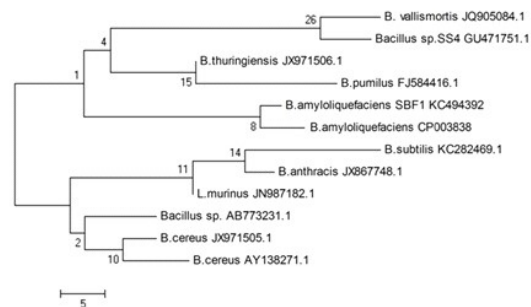 B. vallismortis JQ905084.1
26
Bacillus sp.SS4 GU471751.1
4
B.thuringiensis JX971506.1
1
15
B.pumilus FJ584416.1
B.amyloliquefaciens SBF1 KC494392
8
B.amyloliquefaciens CP003838
B.subtilis KC282469.1
14
11
B.anthracis JX867748.1
L.murinus JN987182.1
Bacillus sp. AB773231.1
2
B.cereus JX971505.1
10
B.cereus AY138271.1
5